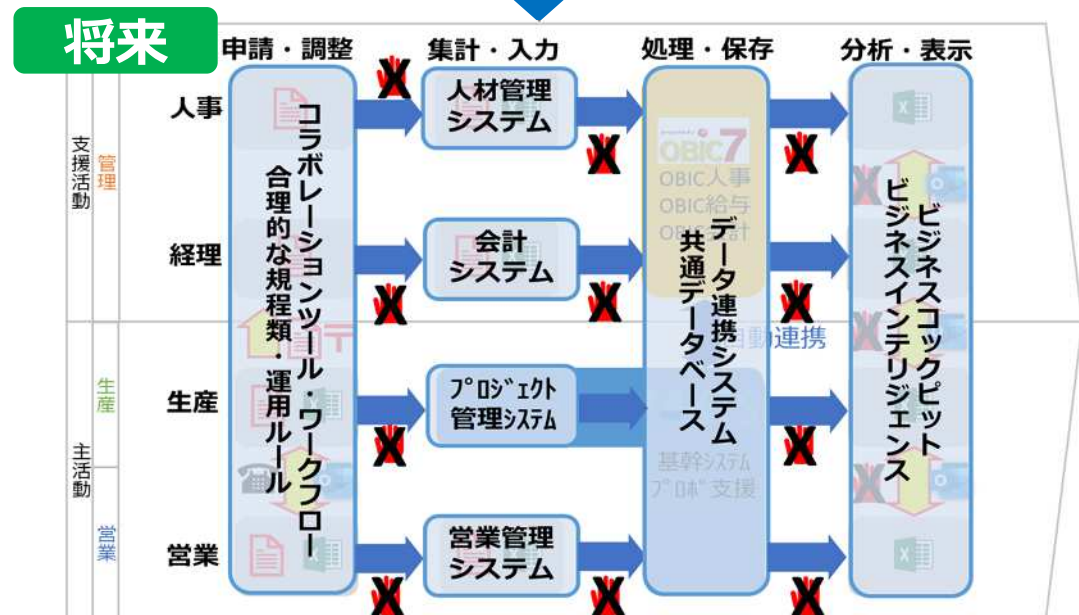 将来
申請・調整
集計・入力
処理・保存
分析・表示
支援活動
管理
主活動
生産
営業
人事
経理
生産
営業
コラボレーションツール・ワークフロー
合理的な規程類・運用ルール
人材管理
システム
会計
システム
プロジェクト
管理システム
営業管理
システム
OBIC7
OBIC人事
OBIC給与
OBIC会計
データ連携システム
共通データベース
自動連携
基幹システム
プロポ支援
ビジネスコックピット
ビジネスインテリジェンス